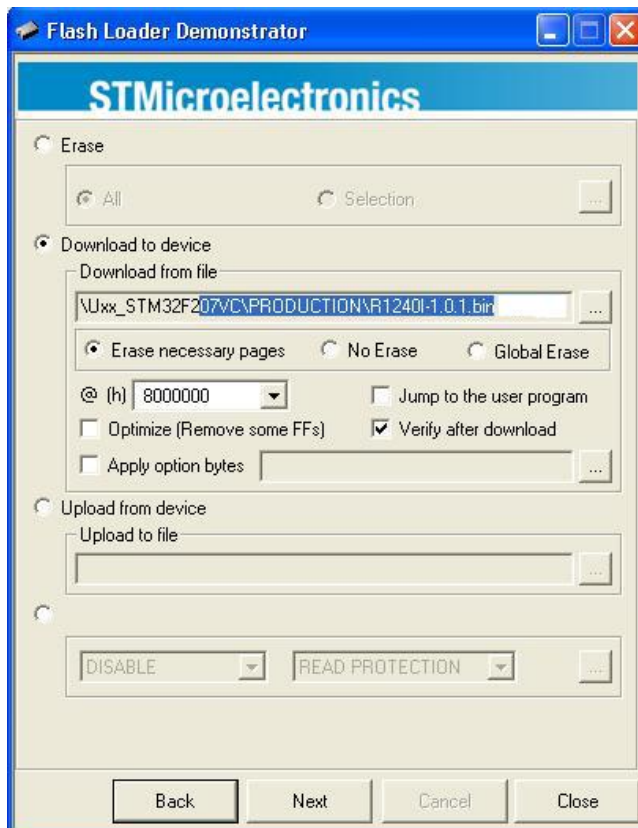 Flash Loader Demonstrator
STMicroelectronics
Erase
All Selection ...
Download to device
Download from file
\Uxx_STM32F207VC\PRODUCTION\R1240I-1.0.1.bin ...
Erase necessary pages No Erase Global Erase
@ (h) 8000000 Jump to the user program
Optimize (Remove some FFs) Verify after download
Apply option bytes ...
Upload from device
Upload to file
...
DISABLE READ PROTECTION ...
Back Next Cancel Close